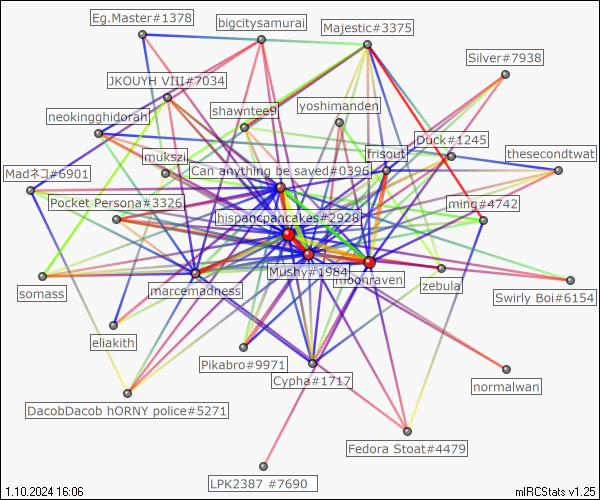 Eg.Master#1378
bigcitysamurai
Majestic#3375
Silver#7938
JKOUYH VIII#7034
shawntee9
yoshimanden
neokingghidorah
Duck#1245
mukszi
frisout
thesecondtwat
Can anything be saved#0396
Madネコ#6901
Pocket Persona#3326
ming#4742
hispancpancakes#2928
Mushy#1984
moonraven
zebula
somass
marcemadness
Swirly Boi#6154
eliakith
Pikabro#9971
Cypha#1717
normalwan
DacobDacob hORNY police#5271
Fedora Stoat#4479
LPK2387 #7690
1.10.2024 16:06
mIRCStats v1.25